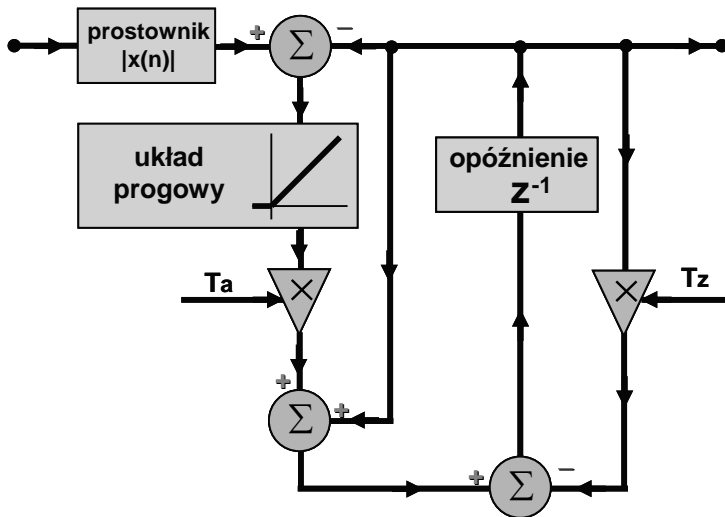 prostownik
|x(n)|
+
Σ
−
układ
progowy
opóźnienie
z-1
Ta
×
×
Tz
+
Σ
+
+
Σ
−